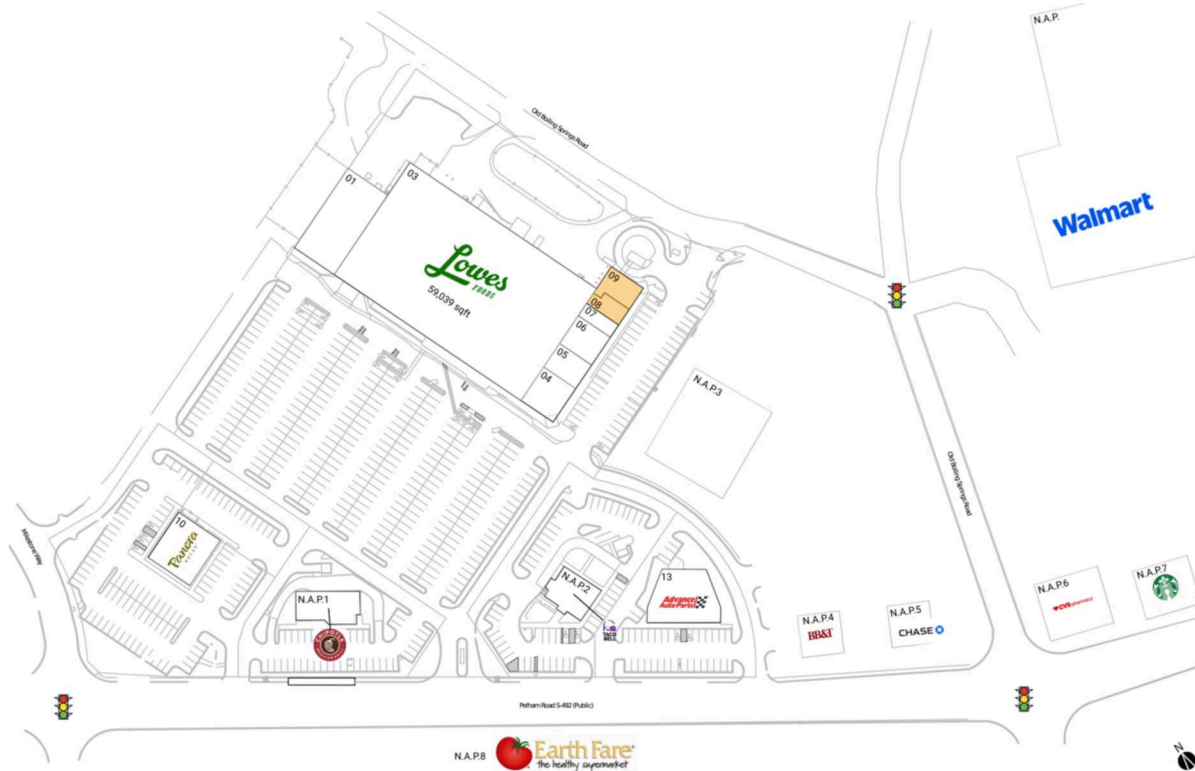 N.A.P.
Old Boiling Springs Road
Walmart
01
03
Lowes
FOODS
59,039 sqft
09
08
07
06
05
04
N.A.P.3
Old Boiling Springs Road
Milestone Way
10
Panera
BREAD
N.A.P.1
CHIPOTLE
N.A.P.2
TACO
BELL
13
Advance
Auto Parts
N.A.P.4
BB&T
N.A.P.5
CHASE
N.A.P.6
CVS pharmacy
N.A.P.7
Pelham Road S-492 (Public)
N.A.P.8
Earth Fare
the healthy supermarket
N